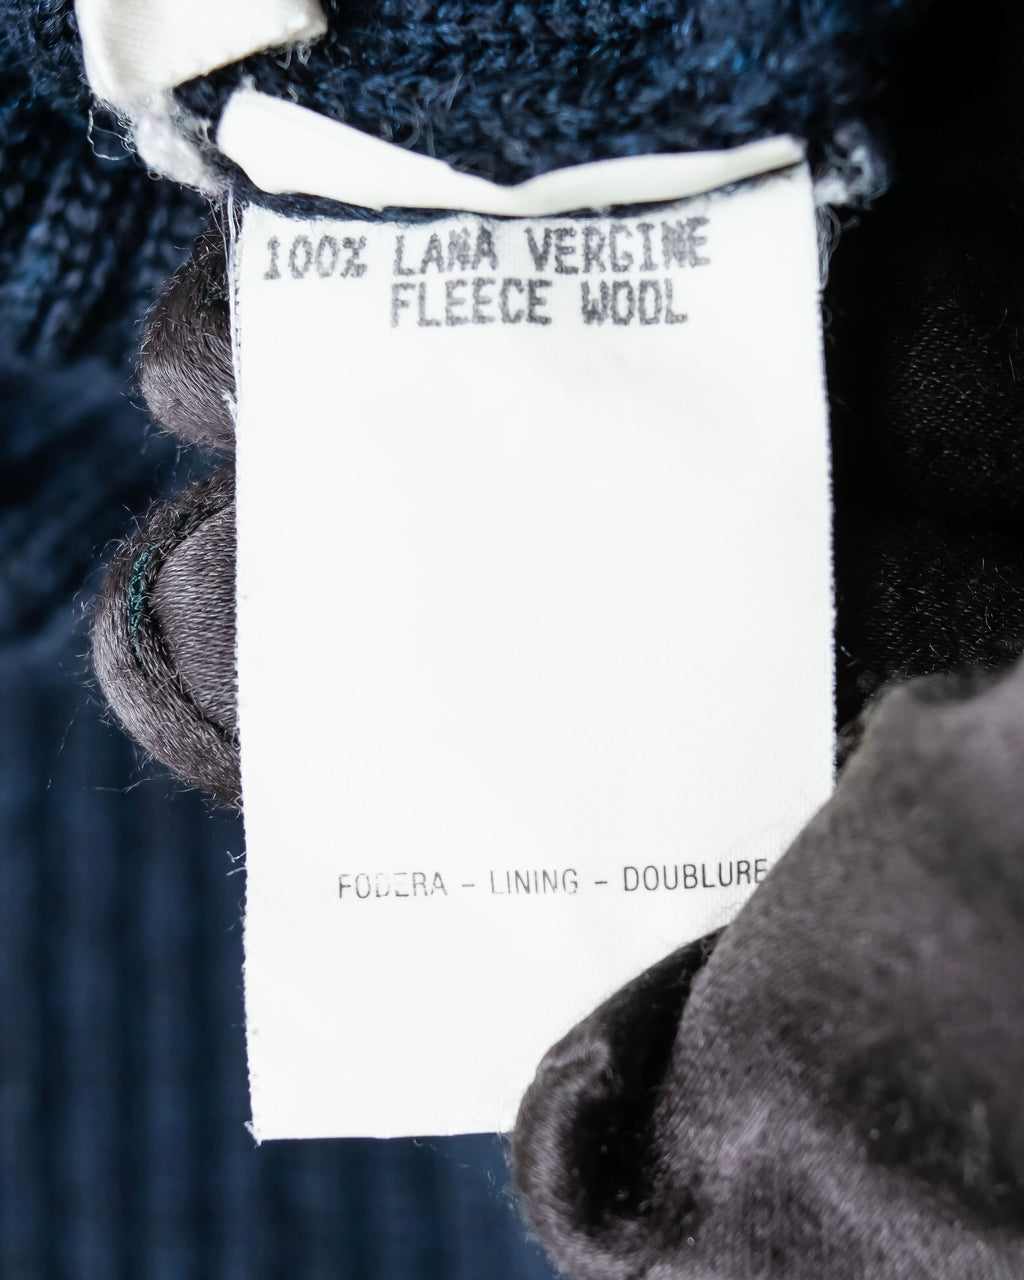 100% LANA VERGINE
FLEECE WOOL
FODERA - LINING - DOUBLURE